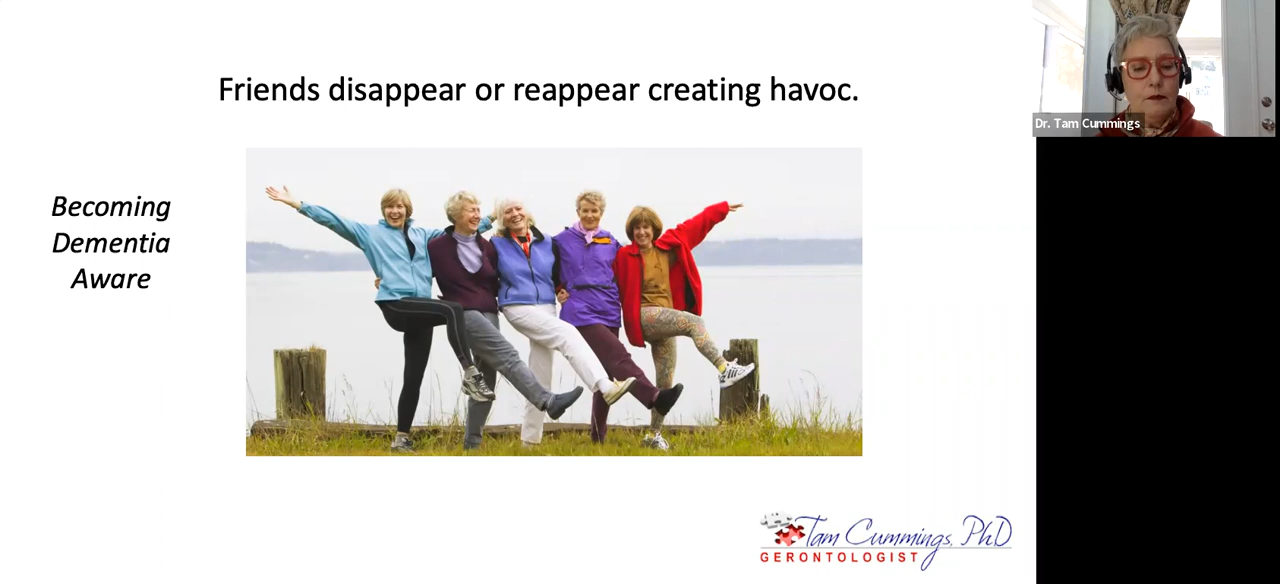 Friends disappear or reappear creating havoc.
Dr. Tam Cummings
Becoming
Dementia
Aware
Tam Cummings, PhD
GERONTOLOGIST